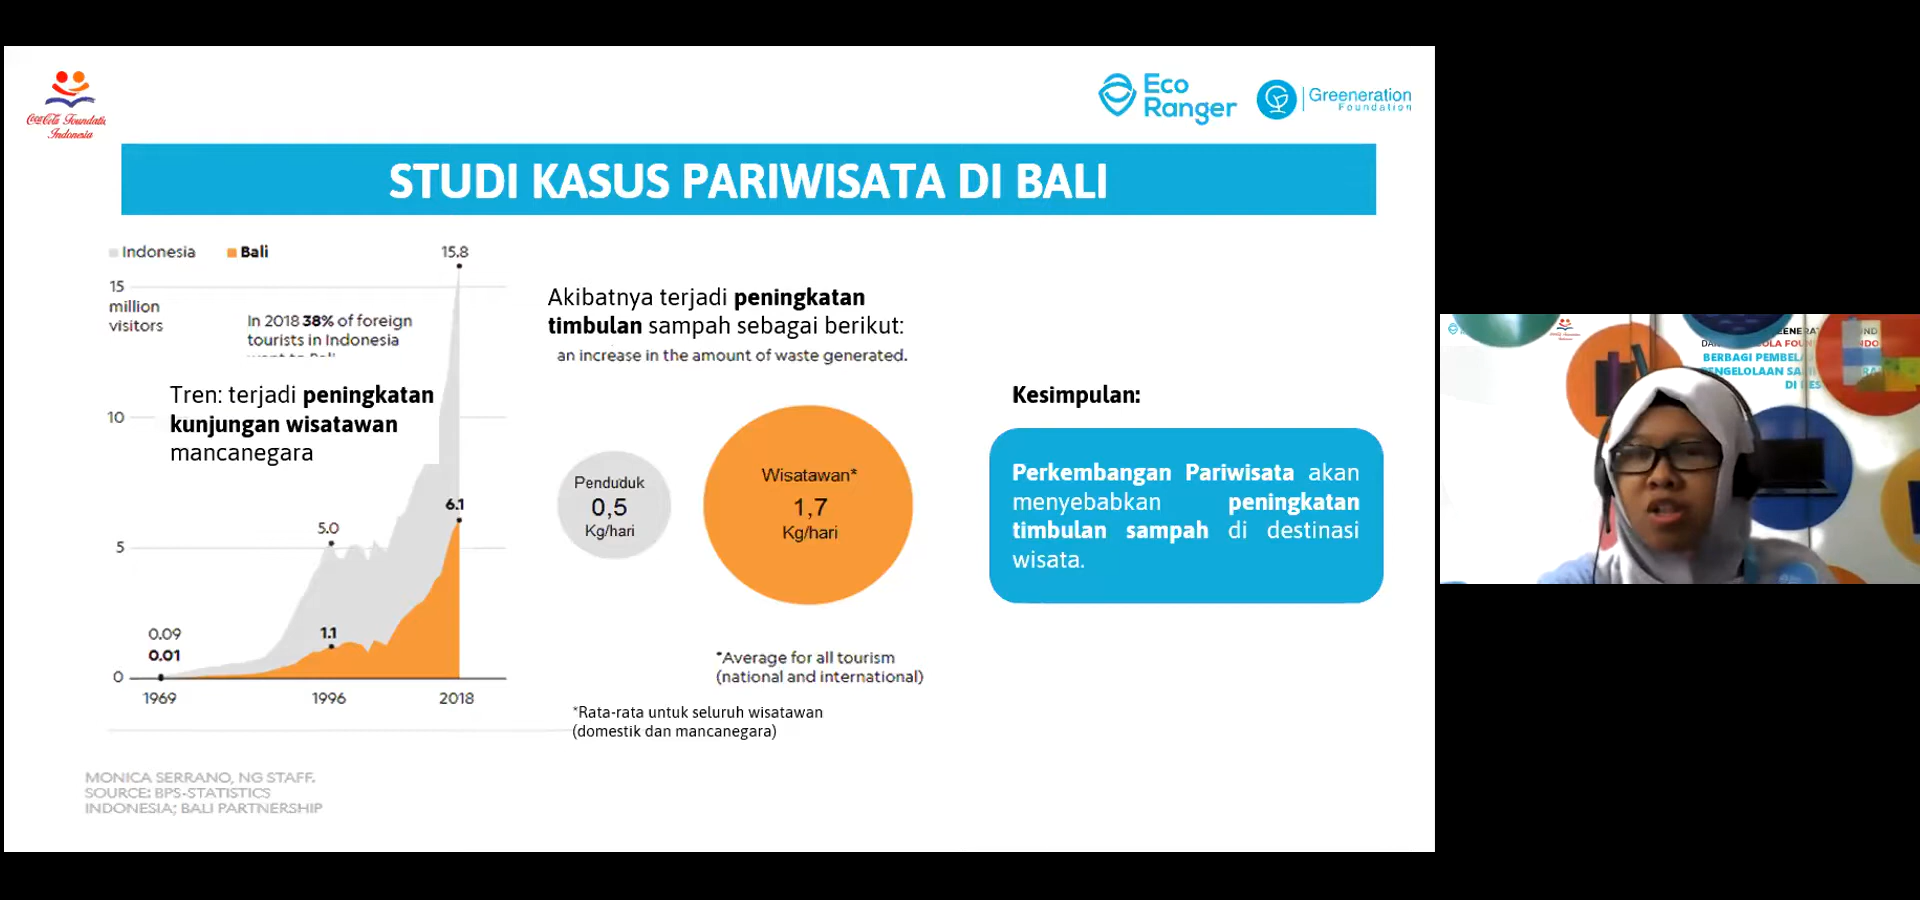 Coca-Cola Foundation
Indonesia
Eco
Ranger
Greeneration
Foundation
STUDI KASUS PARIWISATA DI BALI
Indonesia
Bali
15.8
15
million
visitors
In 2018 38% of foreign
tourists in Indonesia
went to Bali
Tren: terjadi peningkatan
kunjungan wisatawan
mancanegara
10
6.1
5.0
5
1.1
0.09
0.01
0
1969
1996
2018
Akibatnya terjadi peningkatan
timbulan sampah sebagai berikut:
an increase in the amount of waste generated.
Penduduk
0,5
Kg/hari
Wisatawan*
1,7
Kg/hari
*Average for all tourism
(national and international)
*Rata-rata untuk seluruh wisatawan
(domestik dan mancanegara)
Kesimpulan:
Perkembangan Pariwisata akan
menyebabkan peningkatan
timbulan sampah di destinasi
wisata.
MONICA SERRANO, NG STAFF.
SOURCE: BPS-STATISTICS
INDONESIA; BALI PARTNERSHIP
BERBAGI